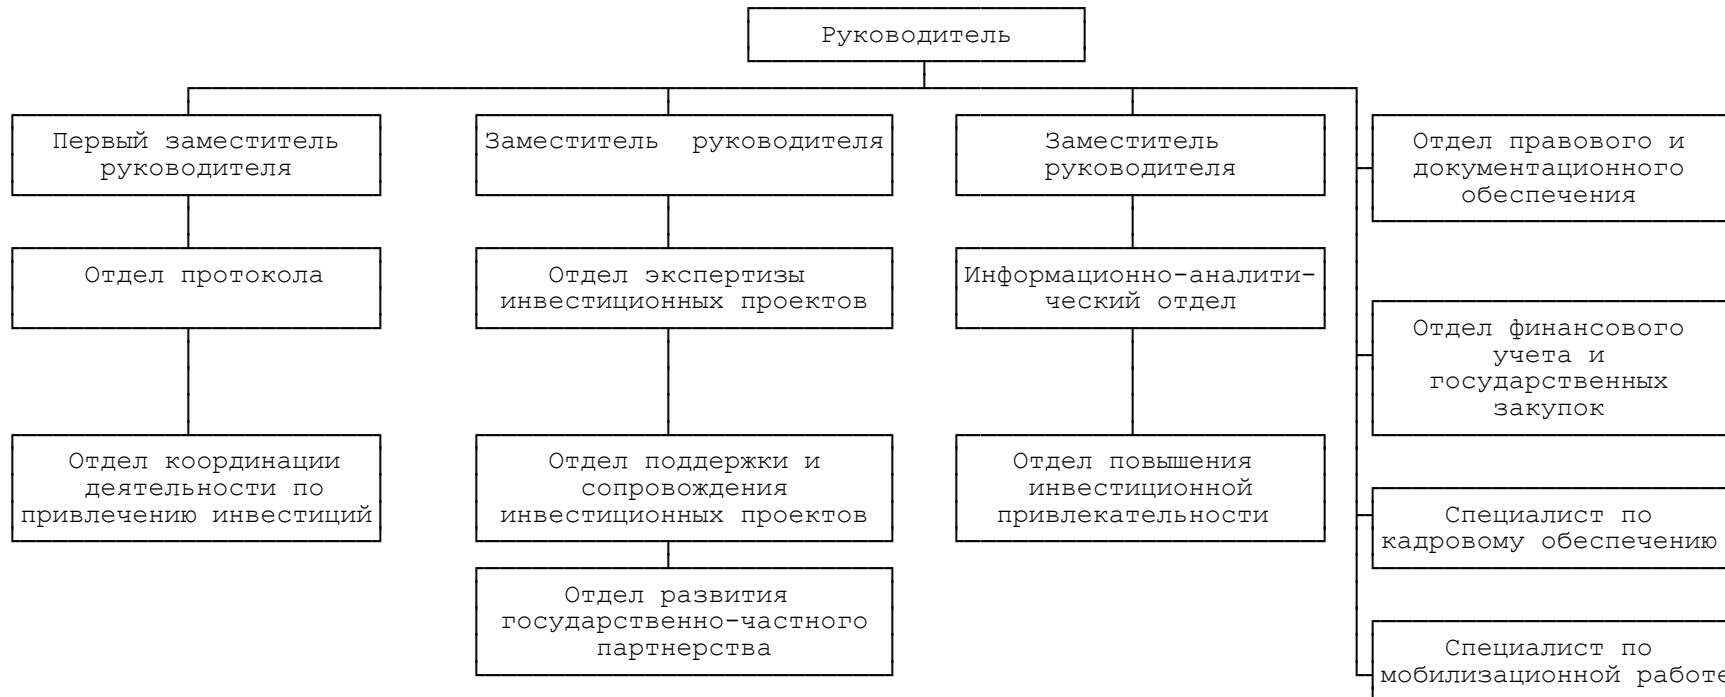 Руководитель
Первый заместитель
руководителя
Заместитель руководителя
Заместитель
руководителя
Отдел правового и
документационного
обеспечения
Отдел протокола
Отдел экспертизы
инвестиционных проектов
Информационно-аналити-
ческий отдел
Отдел финансового
учета и
государственных
закупок
Отдел координации
деятельности по
привлечению инвестиций
Отдел поддержки и
сопровождения
инвестиционных проектов
Отдел повышения
инвестиционной
привлекательности
Специалист по
кадровому обеспечению
Отдел развития
государственно-частного
партнерства
Специалист по
мобилизационной работе